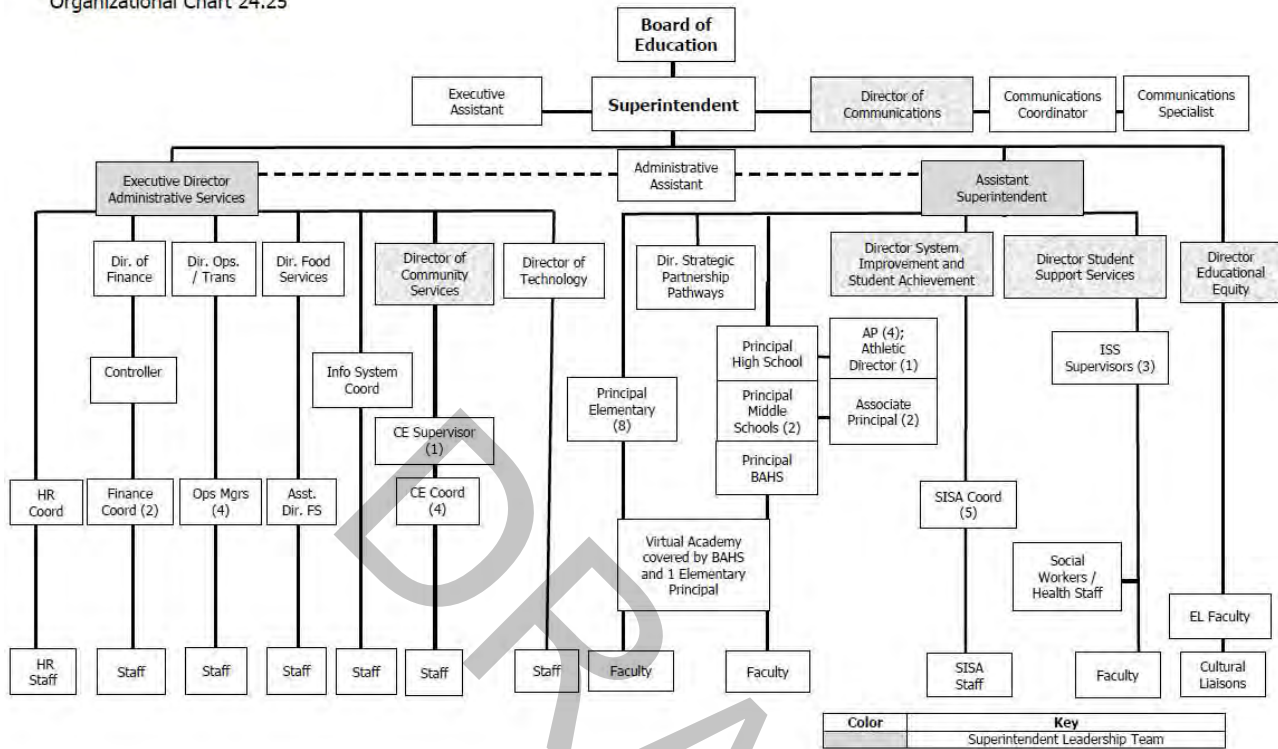 Organizational Chart 24.25
Board of
Education
Executive
Assistant
Superintendent
Director of
Communications
Communications
Coordinator
Communications
Specialist
Executive Director
Administrative Services
Administrative
Assistant
Assistant
Superintendent
Dir. of
Finance
Dir. Ops.
/ Trans
Dir. Food
Services
Director of
Community
Services
Director of
Technology
Dir. Strategic
Partnership
Pathways
Director System
Improvement and
Student Achievement
Director Student
Support Services
Director
Educational
Equity
Controller
Info System
Coord
Principal
Elementary
(8)
Principal
High School
AP (4);
Athletic
Director (1)
Principal
Middle
Schools (2)
Associate
Principal (2)
Principal
BAHS
ISS
Supervisors (3)
CE Supervisor
(1)
HR
Coord
Finance
Coord (2)
Ops Mgrs
(4)
Asst.
Dir. FS
CE Coord
(4)
SISA Coord
(5)
Virtual Academy
covered by BAHS
and 1 Elementary
Principal
Social
Workers /
Health Staff
EL Faculty
HR
Staff
Staff
Staff
Staff
Staff
Staff
Staff
Faculty
Faculty
SISA
Staff
Faculty
Cultural
Liaisons
Color Key
Superintendent Leadership Team
DRA